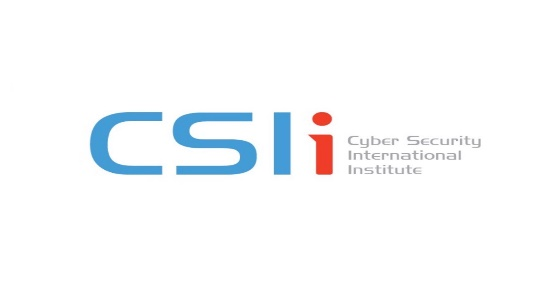 CSIi
Cyber Security
International
Institute